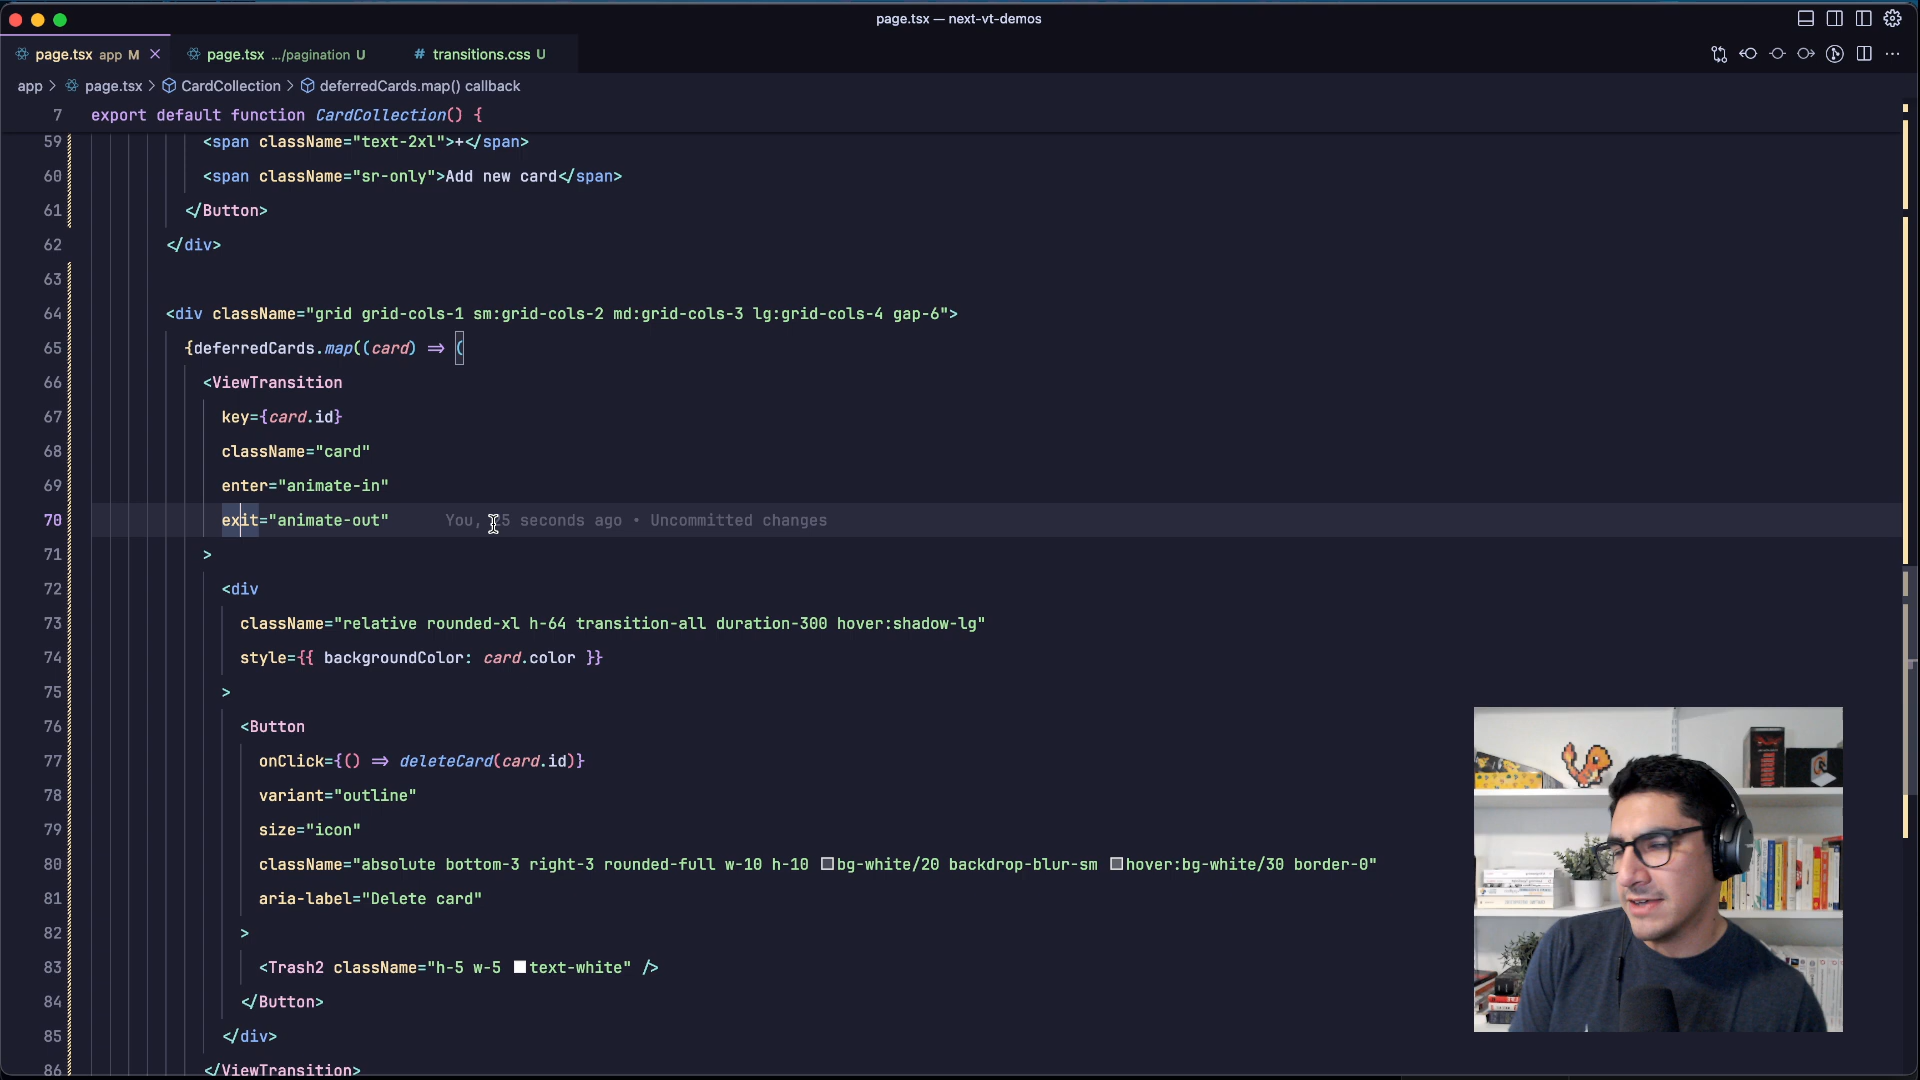 page.tsx — next-vt-demos
page.tsx app M
page.tsx .../pagination U
# transitions.css U
app > page.tsx > CardCollection > deferredCards.map() callback
7 export default function CardCollection() {
59 <span className="text-2xl">+</span>
60 <span className="sr-only">Add new card</span>
61 </Button>
62 </div>
63
64 <div className="grid grid-cols-1 sm:grid-cols-2 md:grid-cols-3 lg:grid-cols-4 gap-6">
65 {deferredCards.map((card) => (
66 <ViewTransition
67 key={card.id}
68 className="card"
69 enter="animate-in"
70 exit="animate-out" You, 5 seconds ago • Uncommitted changes
71 >
72 <div
73 className="relative rounded-xl h-64 transition-all duration-300 hover:shadow-lg"
74 style={{ backgroundColor: card.color }}
75 >
76 <Button
77 onClick={() => deleteCard(card.id)}
78 variant="outline"
79 size="icon"
80 className="absolute bottom-3 right-3 rounded-full w-10 h-10 bg-white/20 backdrop-blur-sm hover:bg-white/30 border-0"
81 aria-label="Delete card"
82 >
83 <Trash2 className="h-5 w-5 text-white" />
84 </Button>
85 </div>
86 </ViewTransition>